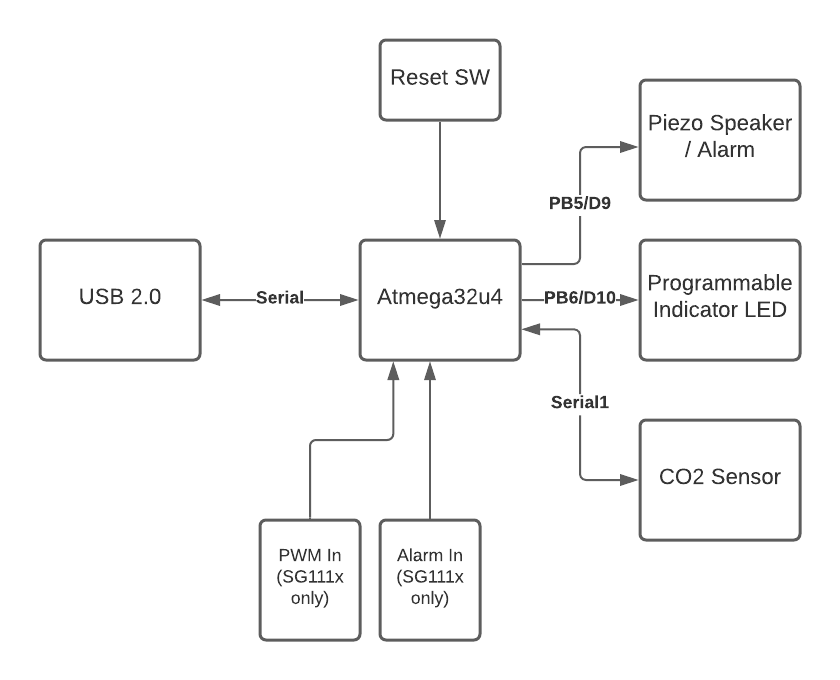 Reset SW
Piezo Speaker
/ Alarm
PB5/D9
USB 2.0
Serial
Atmega32u4
PB6/D10
Programmable
Indicator LED
Serial1
CO2 Sensor
PWM In
(SG111x
only)
Alarm In
(SG111x
only)